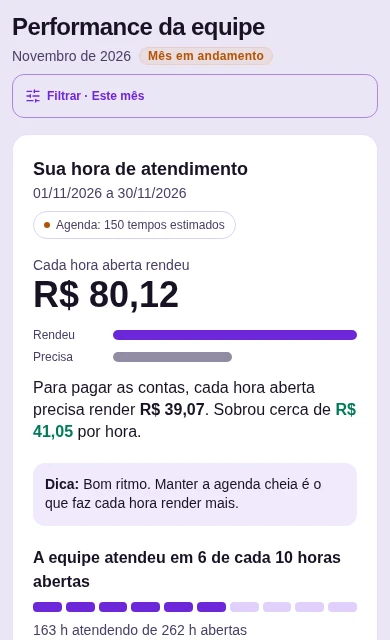 Performance da equipe
Novembro de 2026 Mês em andamento
Filtrar · Este mês
Sua hora de atendimento
01/11/2026 a 30/11/2026
Agenda: 150 tempos estimados
Cada hora aberta rendeu
R$ 80,12
Rendeu
Precisa
Para pagar as contas, cada hora aberta
precisa render R$ 39,07. Sobrou cerca de R$
41,05 por hora.
Dica: Bom ritmo. Manter a agenda cheia é o
que faz cada hora render mais.
A equipe atendeu em 6 de cada 10 horas
abertas
163 h atendendo de 262 h abertas